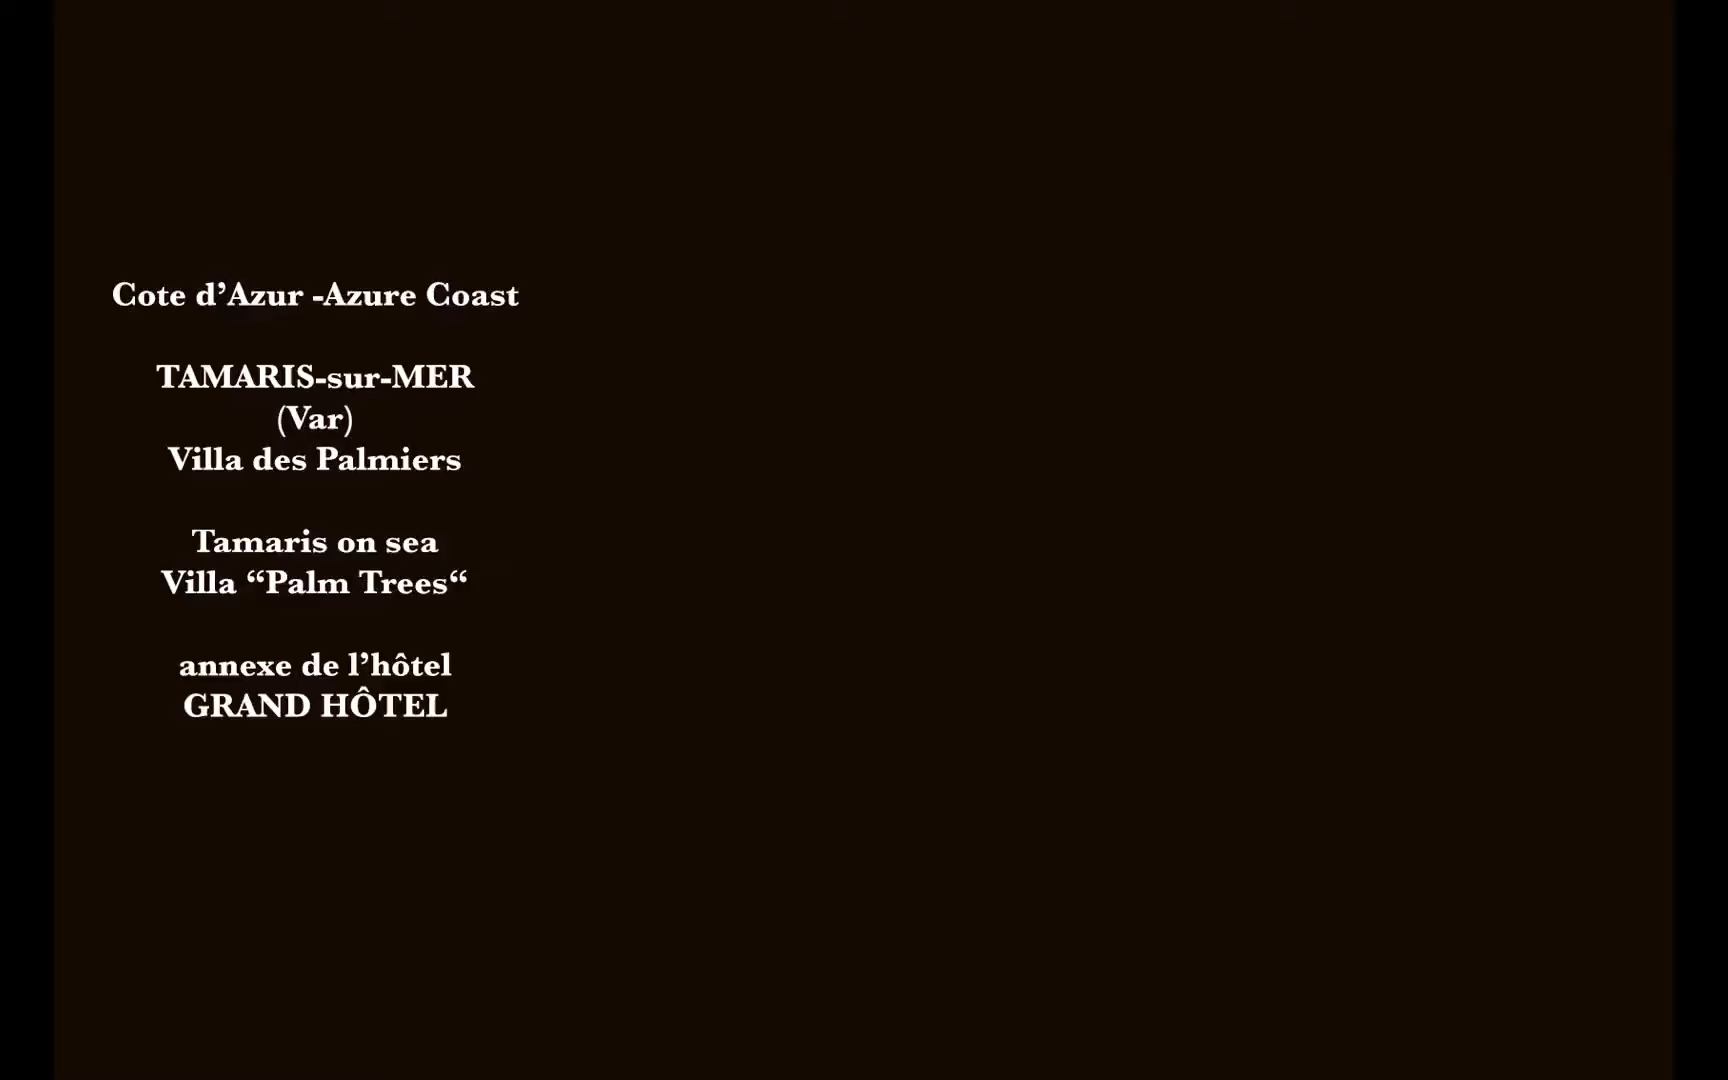 Cote d’Azur -Azure Coast
TAMARIS-sur-MER
(Var)
Villa des Palmiers
Tamaris on sea
Villa “Palm Trees“
annexe de l’hôtel
GRAND HÔTEL